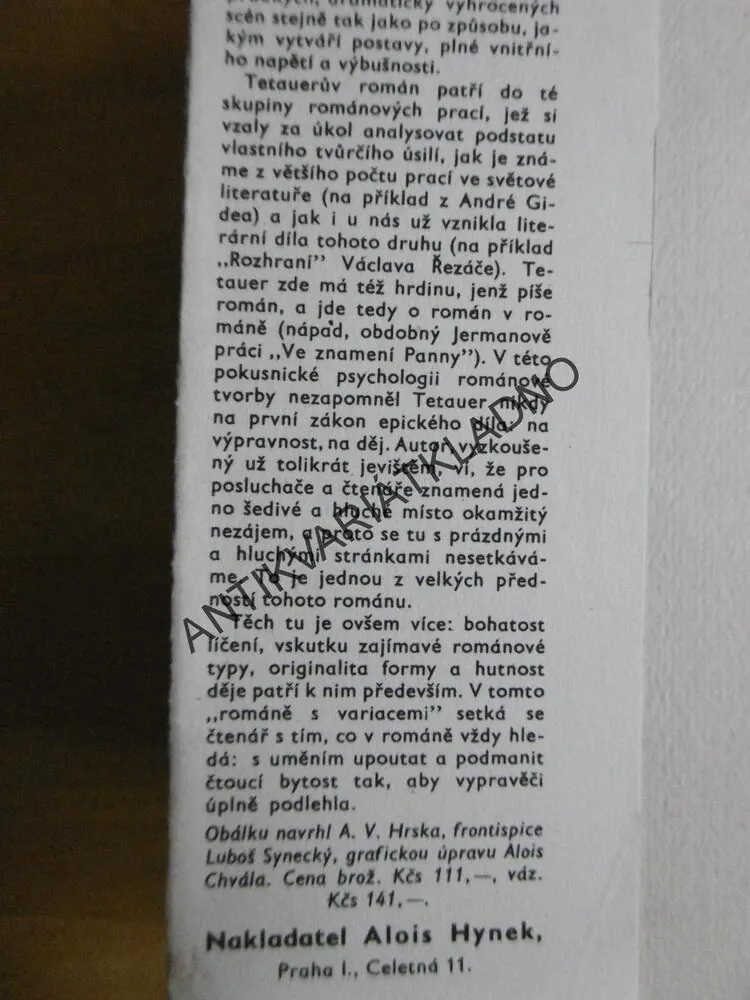 dramaticky vyhrocených
scén stejně tak jako po způsobu, ja-
kým vytváří postavy, plné vnitřní-
ho napětí a výbušnosti.
Tetauerův román patří do té
skupiny románových prací, jež si
vzaly za úkol analysovat podstatu
vlastního tvůrčího úsilí, jak je zná-
me z většího počtu prací ve světové
literatuře (na příklad z André Gi-
dea) a jak i u nás už vznikla lite-
rární díla tohoto druhu (na příklad
„Rozhraní” Václava Řezáče). Te-
tauer zde má též hrdinu, jenž píše
román, a jde tedy o román v ro-
máně (nápad, obdobný Jermanově
práci „Ve znamení Panny”). V této
pokusnické psychologii románové
tvorby nezapomněl Tetauer nikdy
na první zákon epického díla: na
výpravnost, na děj. Autor, vyzkouše-
ný už tolikrát jevištěm, ví, že pro
posluchače a čtenáře znamená jed-
no šedivé a hluché místo okamžitý
nezájem, a proto se tu s prázdnými
a hluchými stránkami nesetkává-
me. To je jednou z velkých před-
ností tohoto románu.
Těch tu je ovšem více: bohatost
líčení, vskutku zajímavé románové
typy, originalita formy a hutnost
děje patří k nim především. V tomto
„románě s variacemi” setká se
čtenář s tím, co v románě vždy hle-
dá: s uměním upoutat a podmanit
čtoucí bytost tak, aby vypravěči
úplně podlehla.
Obálku navrhl A. V. Hrska, frontispice
Luboš Synecký, grafickou úpravu Alois
Chvála. Cena brož. Kčs 111,—, váz.
Kčs 141,—.
Nakladatel Alois Hynek,
Praha I., Celetná 11.
ANTIKVARIÁT KLADNO